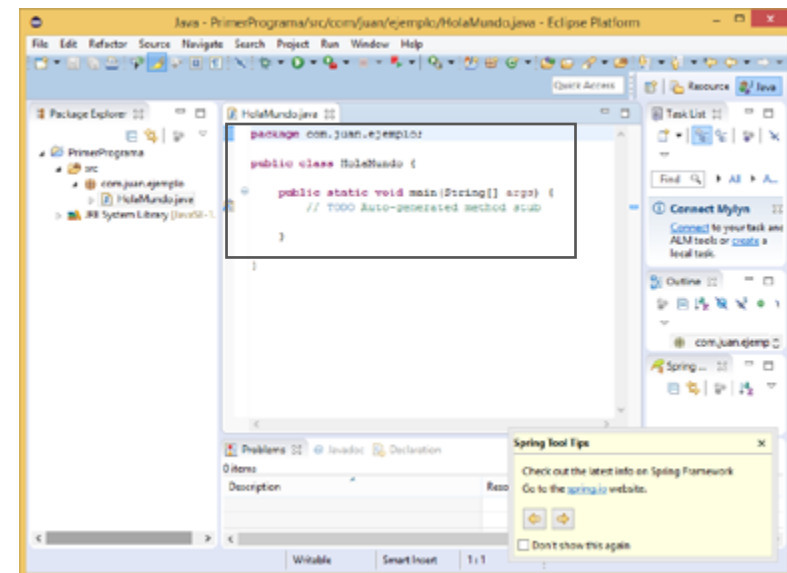 Java - PrimerPrograma/src/com/juan/ejemplo/HolaMundo.java - Eclipse Platform
File Edit Refactor Source Navigate Search Project Run Window Help
Quick Access
Resource
Java
Package Explorer
PrimerPrograma
src
com.juan.ejemplo
HolaMundo.java
JRE System Library [JavaSE-1.
HolaMundo.java
package com.juan.ejemplo;
public class HolaMundo {
public static void main(String[] args) {
// TODO Auto-generated method stub
}
}
Task List
Find
All
A...
Connect Mylyn
Connect to your task and
ALM tools or create a
local task.
Outline
com.juan.ejemp
Spring ...
Problems
Javadoc
Declaration
0 items
Description
Reso
Spring Tool Tips
Check out the latest info on Spring Framework
Go to the spring.io website.
Don't show this again
Writable
Smart Insert
1 : 1